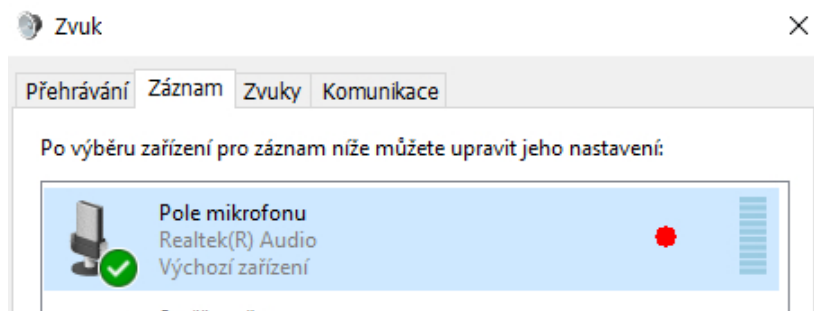 Zvuk
Přehrávání Záznam Zvuky Komunikace
Po výběru zařízení pro záznam níže můžete upravit jeho nastavení:
Pole mikrofonu
Realtek(R) Audio
Výchozí zařízení